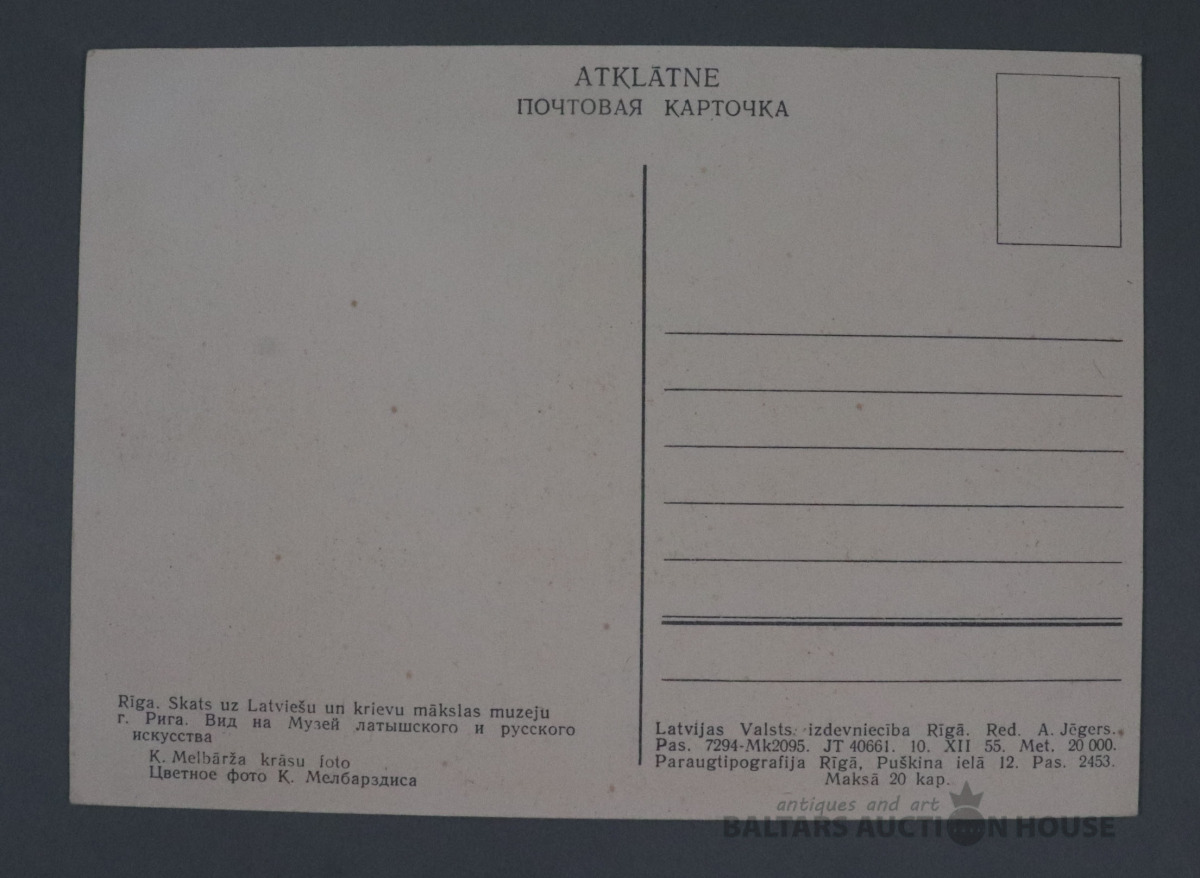 ATKLĀTNE
ПОЧТОВАЯ КАРТОЧКА
Rīga. Skats uz Latviešu un krievu mākslas muzeju
г. Рига. Вид на Музей латышского и русского
искусства
K. Melbārža krāsu foto
Цветное фото К. Мелбарздиса
Latvijas Valsts izdevniecība Rīgā. Red. A. Jēgers.
Pas. 7294-Mk2095. JT 40661. 10. XII 55. Met. 20 000.
Paraugtipografija Rīgā, Puškina ielā 12. Pas. 2453.
Maksā 20 kap.
antiques and art
BALTARS AUCTION HOUSE